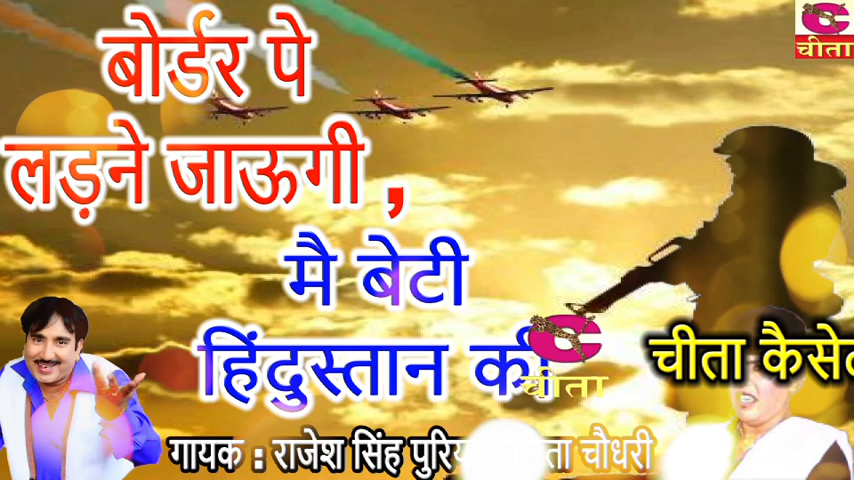 बोर्डर पे
चीता
लड़ने जाऊगी ,
मै बेटी
हिंदुस्तान की
चीता
चीता
गायक : राजेश सिंह चौधरी